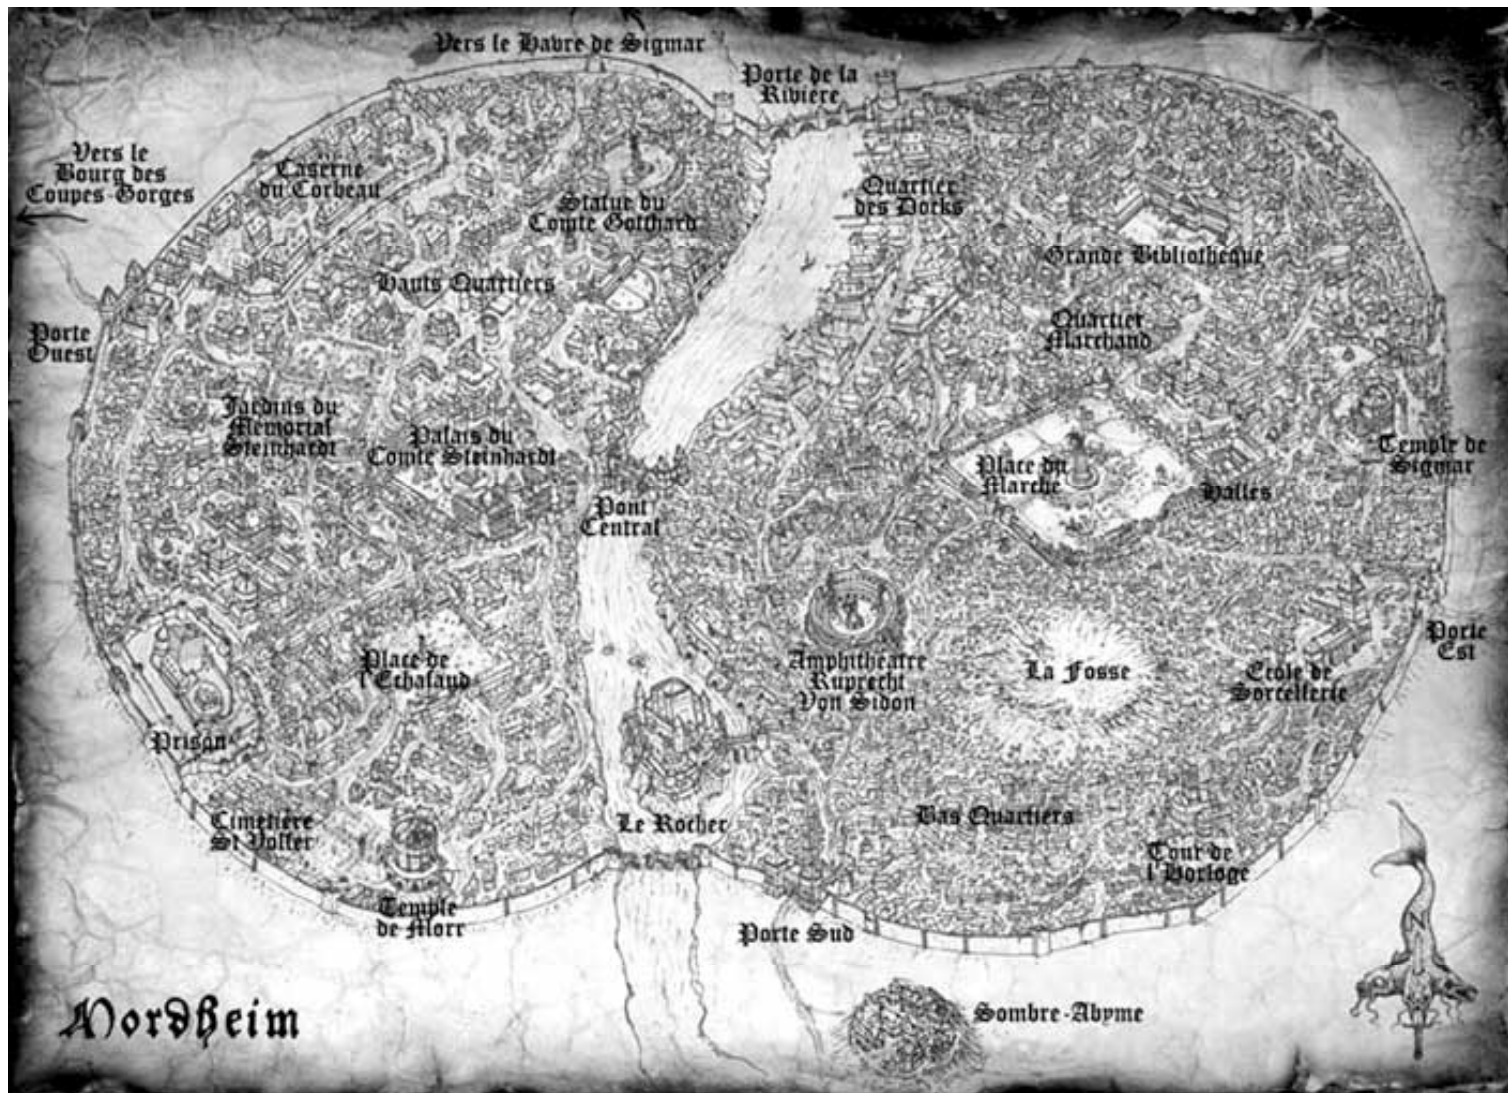 Vers le Havre de Sigmar
Porte de la
Rivière
Vers le
Bourg des
Coupes-Gorges
Caserne
du Corbeau
Statue du
Comte Gotthard
Quartier
des Docks
Grande Bibliothèque
Hauts Quartiers
Porte
Ouest
Quartier
Marchand
Jardins du
Memorial
Steinhardt
Palais du
Comte Steinhardt
Place du
Marche
Temple de
Sigmar
Halles
Pont
Central
Porte
Est
Place de
l'Echafaud
Amphithéatre
Ruprecht
Von Sidon
La Fosse
Ecole de
Sorcellerie
Prison
Cimetière
St Volker
Le Rocher
Bas Quartiers
Tour de
l'Horloge
Temple
de Morr
Porte Sud
N
Mordheim
Sombre-Abyme